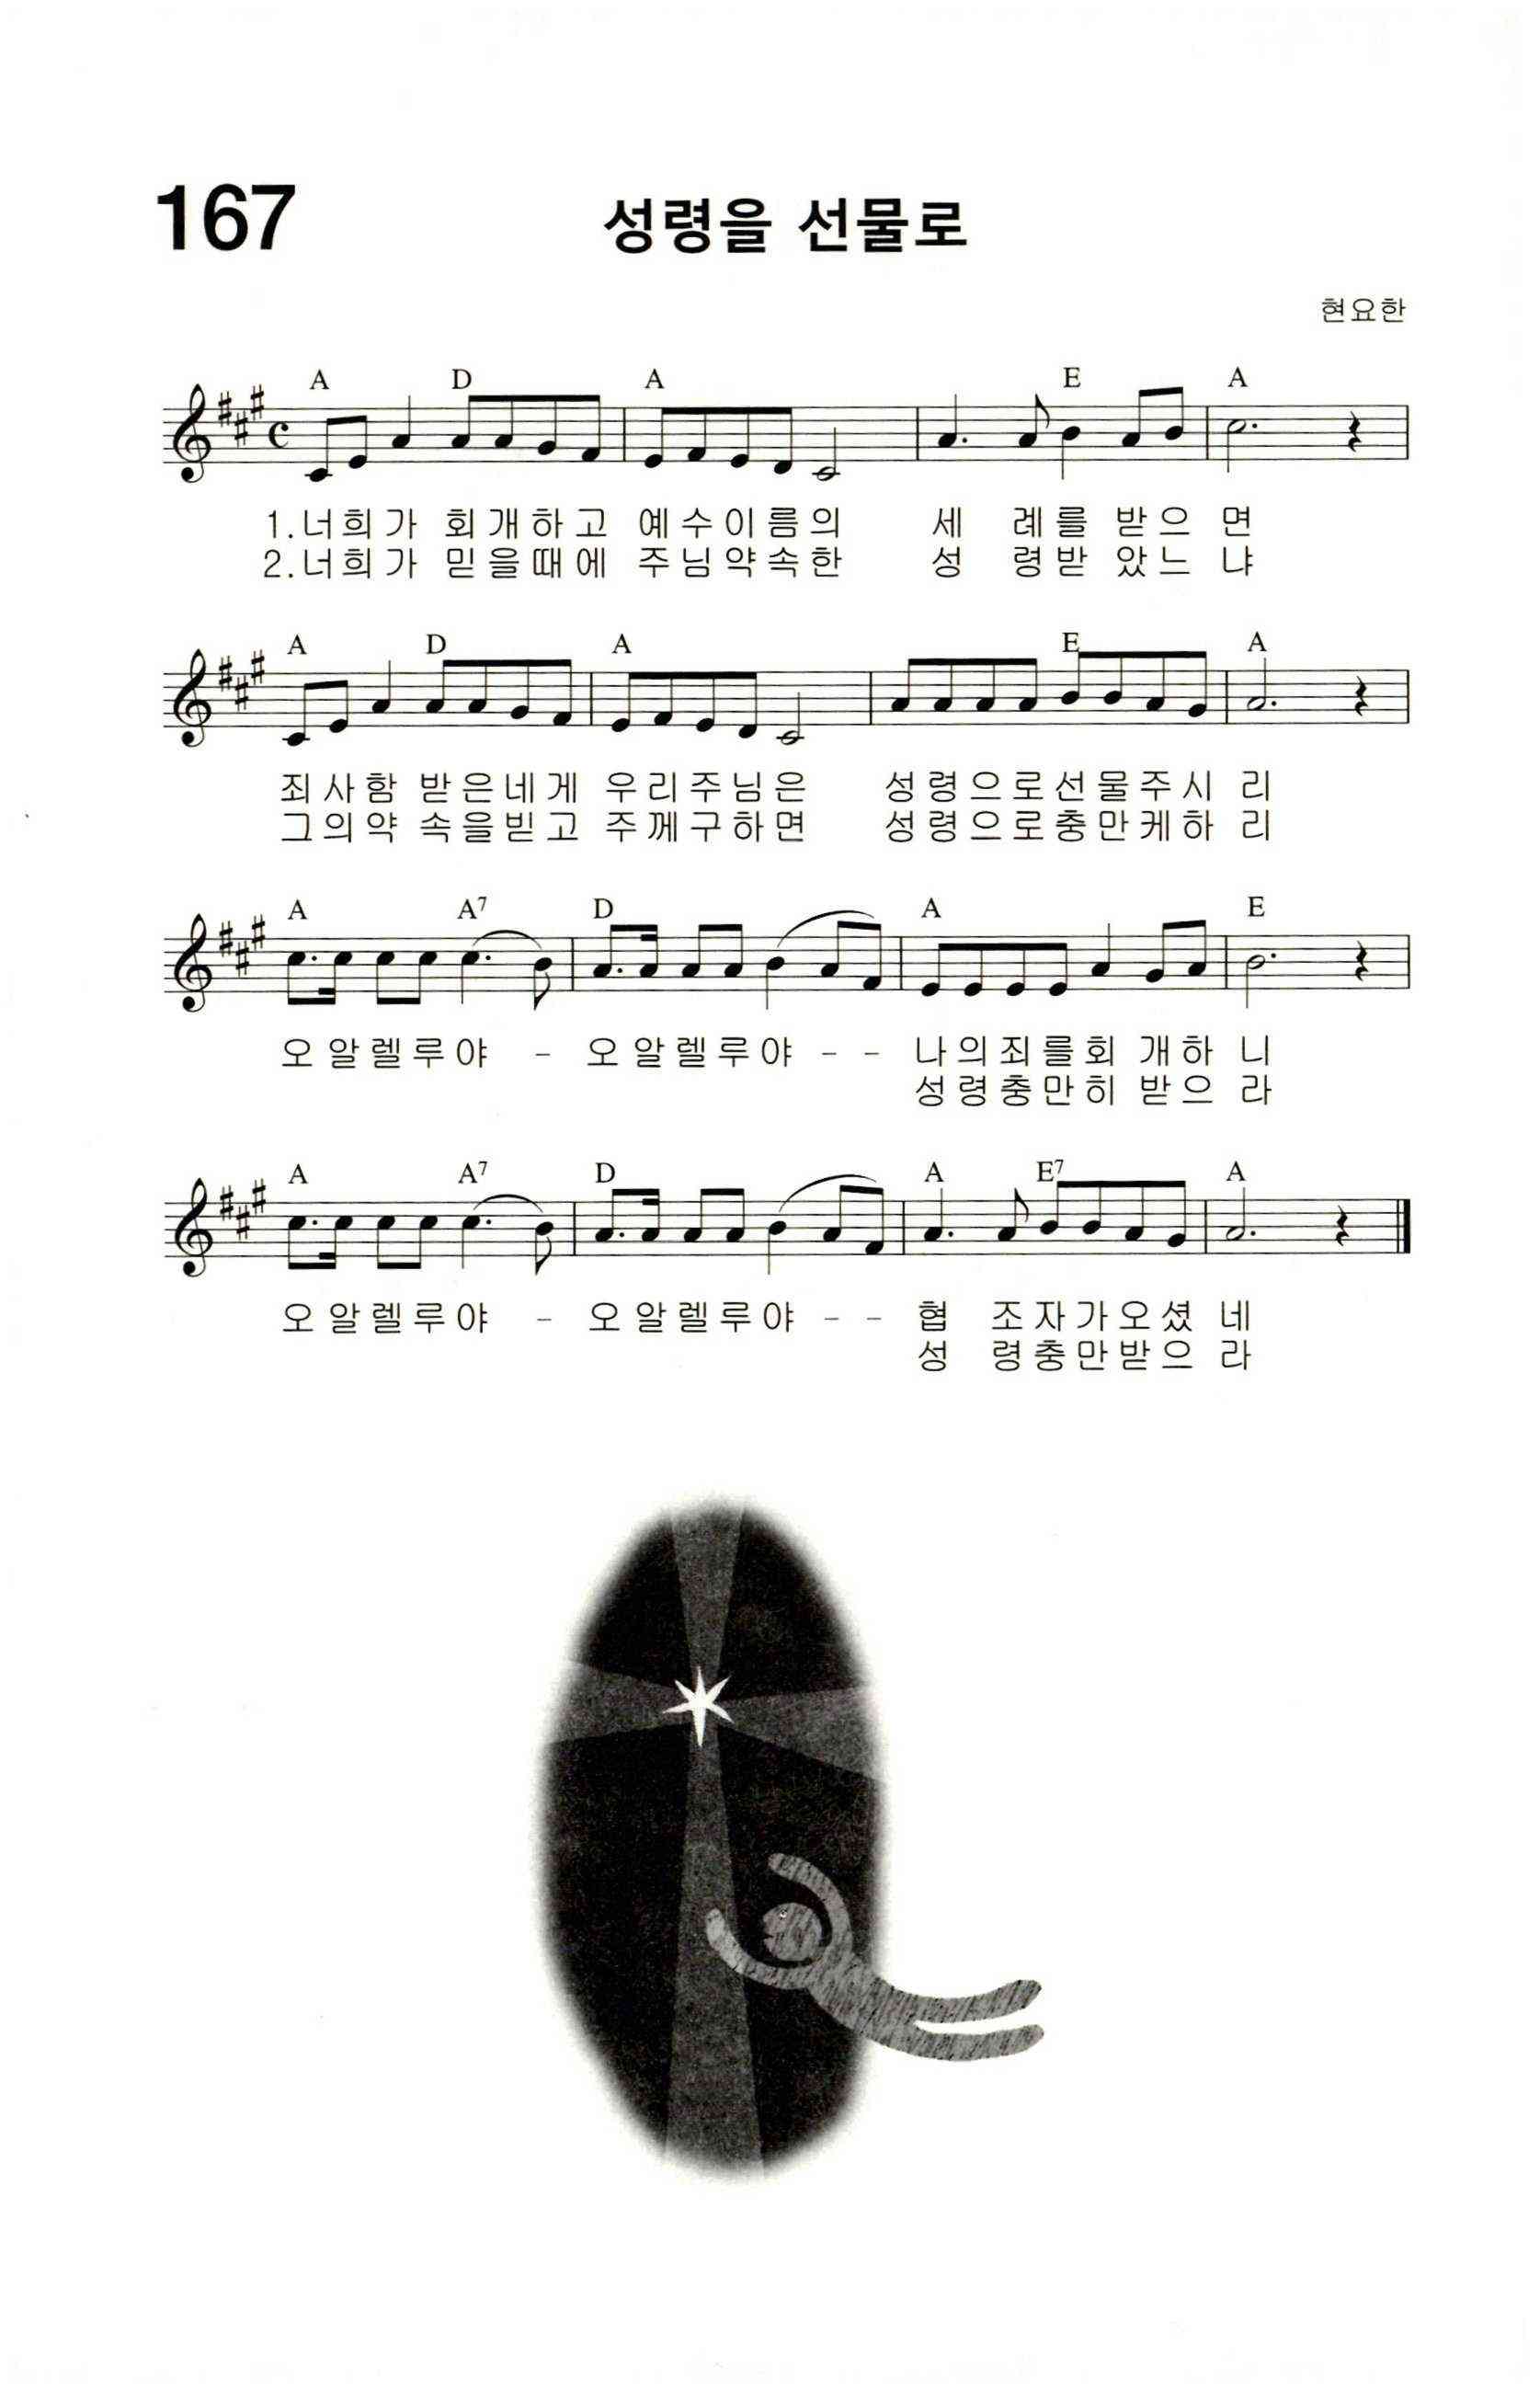 167
성령을 선물로
현요한
A D A E A
1.너희가 회개하고 예수이름의 세 례를 받으 면
2.너희가 믿을때에 주님약속한 성 령받 았느 냐
A D A E A
죄사함 받은네게 우리주님은 성령으로선물주시 리
그의약 속을빋고 주께구하면 성령으로충만케하 리
A A7 D A E
오알렐루야 - 오알렐루야 - - 나의죄를회 개하 니
성령충만히 받으 라
A A7 D A E7 A
오알렐루야 - 오알렐루야 - - 협 조자가오셨 네
성 령충만받으 라